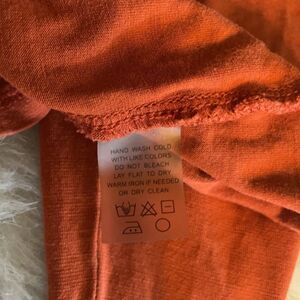 HAND WASH COLD
WITH LIKE COLORS
DO NOT BLEACH
LAY FLAT TO DRY
WARM IRON IF NEEDED
OR DRY CLEAN